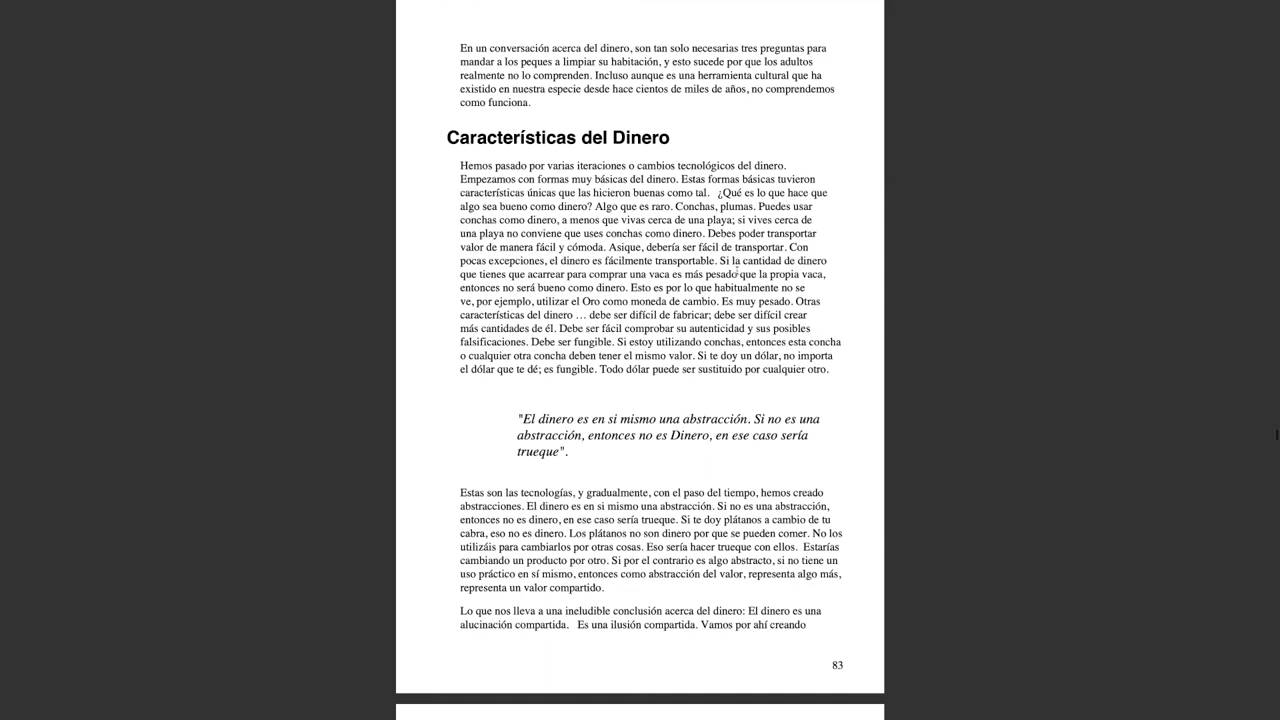 En un conversación acerca del dinero, son tan solo necesarias tres preguntas para
mandar a los peques a limpiar su habitación, y esto sucede por que los adultos
realmente no lo comprenden. Incluso aunque es una herramienta cultural que ha
existido en nuestra especie desde hace cientos de miles de años, no comprendemos
como funciona.
Características del Dinero
Hemos pasado por varias iteraciones o cambios tecnológicos del dinero.
Empezamos con formas muy básicas del dinero. Estas formas básicas tuvieron
características únicas que las hicieron buenas como tal.   ¿Qué es lo que hace que
algo sea bueno como dinero? Algo que es raro. Conchas, plumas. Puedes usar
conchas como dinero, a menos que vivas cerca de una playa; si vives cerca de
una playa no conviene que uses conchas como dinero. Debes poder transportar
valor de manera fácil y cómoda. Asique, debería ser fácil de transportar. Con
pocas excepciones, el dinero es fácilmente transportable. Si la cantidad de dinero
que tienes que acarrear para comprar una vaca es más pesado que la propia vaca,
entonces no será bueno como dinero. Esto es por lo que habitualmente no se
ve, por ejemplo, utilizar el Oro como moneda de cambio. Es muy pesado. Otras
características del dinero … debe ser difícil de fabricar; debe ser difícil crear
más cantidades de él. Debe ser fácil comprobar su autenticidad y sus posibles
falsificaciones. Debe ser fungible. Si estoy utilizando conchas, entonces esta concha
o cualquier otra concha deben tener el mismo valor. Si te doy un dólar, no importa
el dólar que te dé; es fungible. Todo dólar puede ser sustituido por cualquier otro.
"El dinero es en si mismo una abstracción. Si no es una
abstracción, entonces no es Dinero, en ese caso sería
trueque".
Estas son las tecnologías, y gradualmente, con el paso del tiempo, hemos creado
abstracciones. El dinero es en si mismo una abstracción. Si no es una abstracción,
entonces no es dinero, en ese caso sería trueque. Si te doy plátanos a cambio de tu
cabra, eso no es dinero. Los plátanos no son dinero por que se pueden comer. No los
utilizáis para cambiarlos por otras cosas. Eso sería hacer trueque con ellos.  Estarías
cambiando un producto por otro. Si por el contrario es algo abstracto, si no tiene un
uso práctico en sí mismo, entonces como abstracción del valor, representa algo más,
representa un valor compartido.
Lo que nos lleva a una ineludible conclusión acerca del dinero: El dinero es una
alucinación compartida.   Es una ilusión compartida. Vamos por ahí creando
83